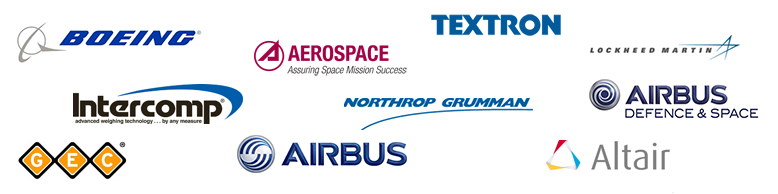 BOEING®
AEROSPACE
Assuring Space Mission Success
TEXTRON
LOCKHEED MARTIN
Intercomp®
advanced weighing technology . . . by any measure
NORTHROP GRUMMAN
AIRBUS
DEFENCE & SPACE
GEC®
AIRBUS
Altair